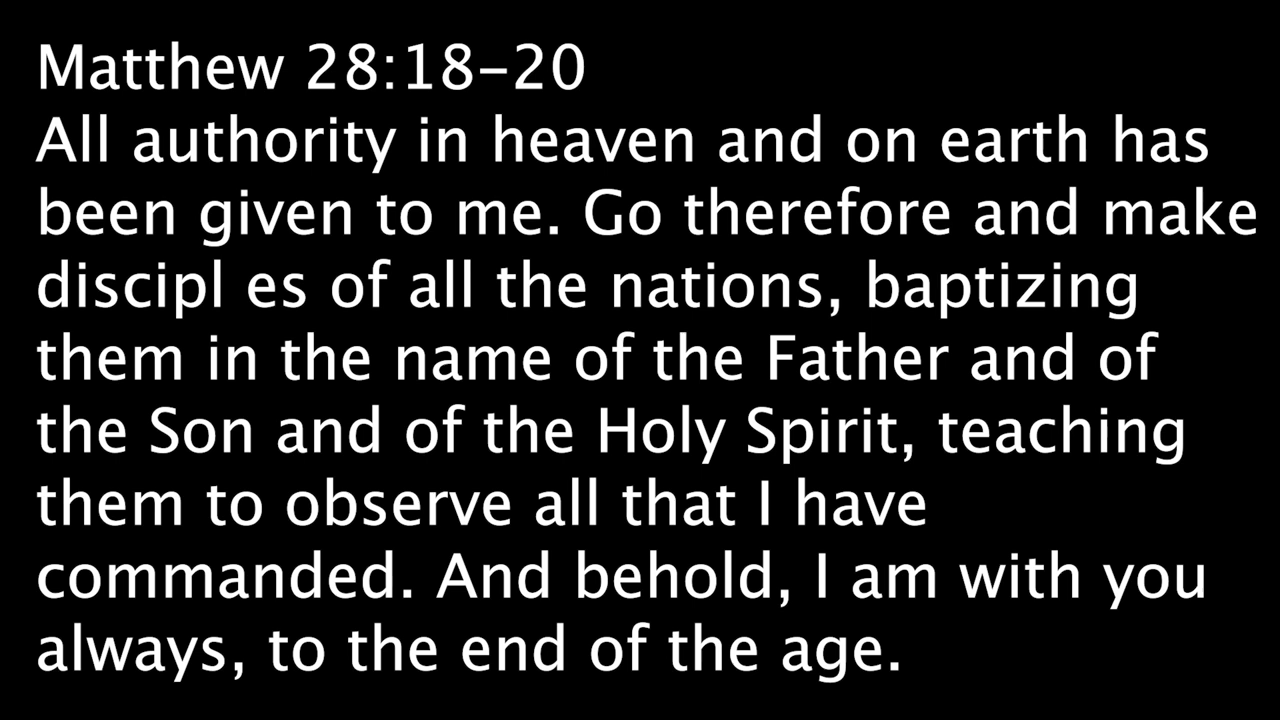 Matthew 28:18-20
All authority in heaven and on earth has
been given to me. Go therefore and make
discipl es of all the nations, baptizing
them in the name of the Father and of
the Son and of the Holy Spirit, teaching
them to observe all that I have
commanded. And behold, I am with you
always, to the end of the age.